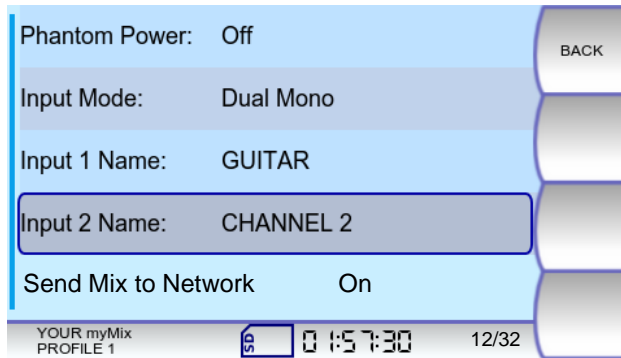 Phantom Power: Off
BACK
Input Mode: Dual Mono
Input 1 Name: GUITAR
Input 2 Name: CHANNEL 2
Send Mix to Network On
YOUR myMix
PROFILE 1
SD
01:57:30
12/32